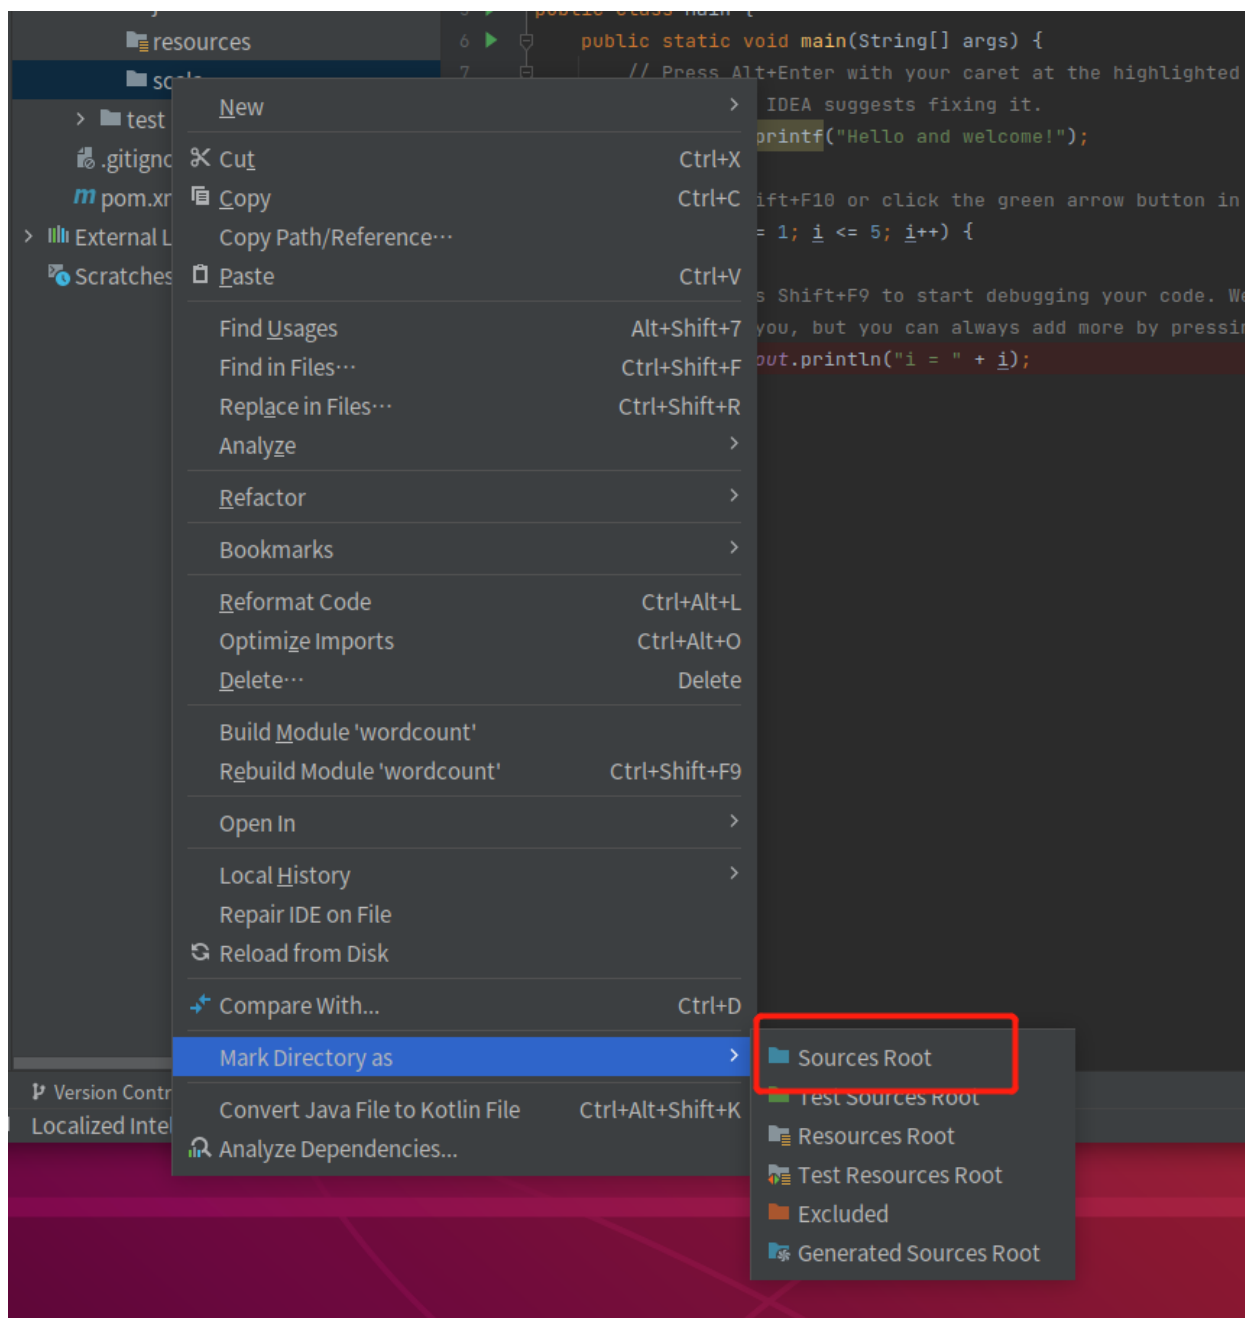 5 public class Main {
resources
6 public static void main(String[] args) {
7 // Press Alt+Enter with your caret at the highlighted
test
IDEA suggests fixing it.
printf("Hello and welcome!");
pom.xm
ift+F10 or click the green arrow button in
External L
= 1; i <= 5; i++) {
Scratches
s Shift+F9 to start debugging your code. We
you, but you can always add more by pressin
out.println("i = " + i);
New
Cut Ctrl+X
Copy Ctrl+C
Copy Path/Reference···
Paste Ctrl+V
Find Usages Alt+Shift+7
Find in Files··· Ctrl+Shift+F
Replace in Files··· Ctrl+Shift+R
Analyze
Refactor
Bookmarks
Reformat Code Ctrl+Alt+L
Optimize Imports Ctrl+Alt+O
Delete··· Delete
Build Module 'wordcount'
Rebuild Module 'wordcount' Ctrl+Shift+F9
Open In
Local History
Repair IDE on File
Reload from Disk
Compare With... Ctrl+D
Mark Directory as
Convert Java File to Kotlin File Ctrl+Alt+Shift+K
Analyze Dependencies...
Sources Root
Test Sources Root
Resources Root
Test Resources Root
Excluded
Generated Sources Root
Version Contr
Localized Intel